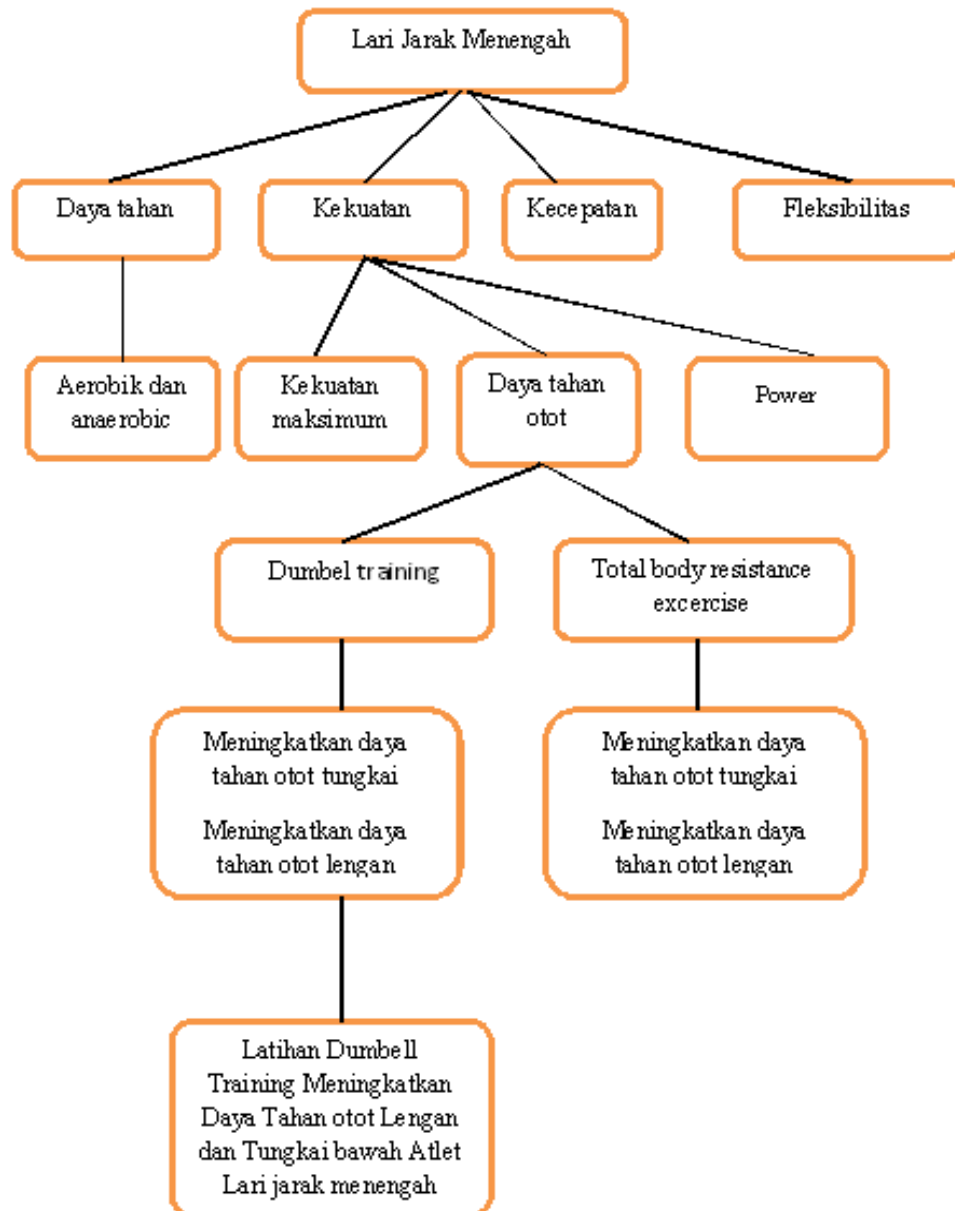 Lari Jarak Menengah
Daya tahan
Kekuatan
Kecepatan
Fleksibilitas
Aerobik dan
anaerobic
Kekuatan
maksimum
Daya tahan
otot
Power
Dumbel training
Total body resistance
excercise
Meningkatkan daya
tahan otot tungkai
Meningkatkan daya
tahan otot lengan
Meningkatkan daya
tahan otot tungkai
Meningkatkan daya
tahan otot lengan
Latihan Dumbell
Training Meningkatkan
Daya Tahan otot Lengan
dan Tungkai bawah Atlet
Lari jarak menengah